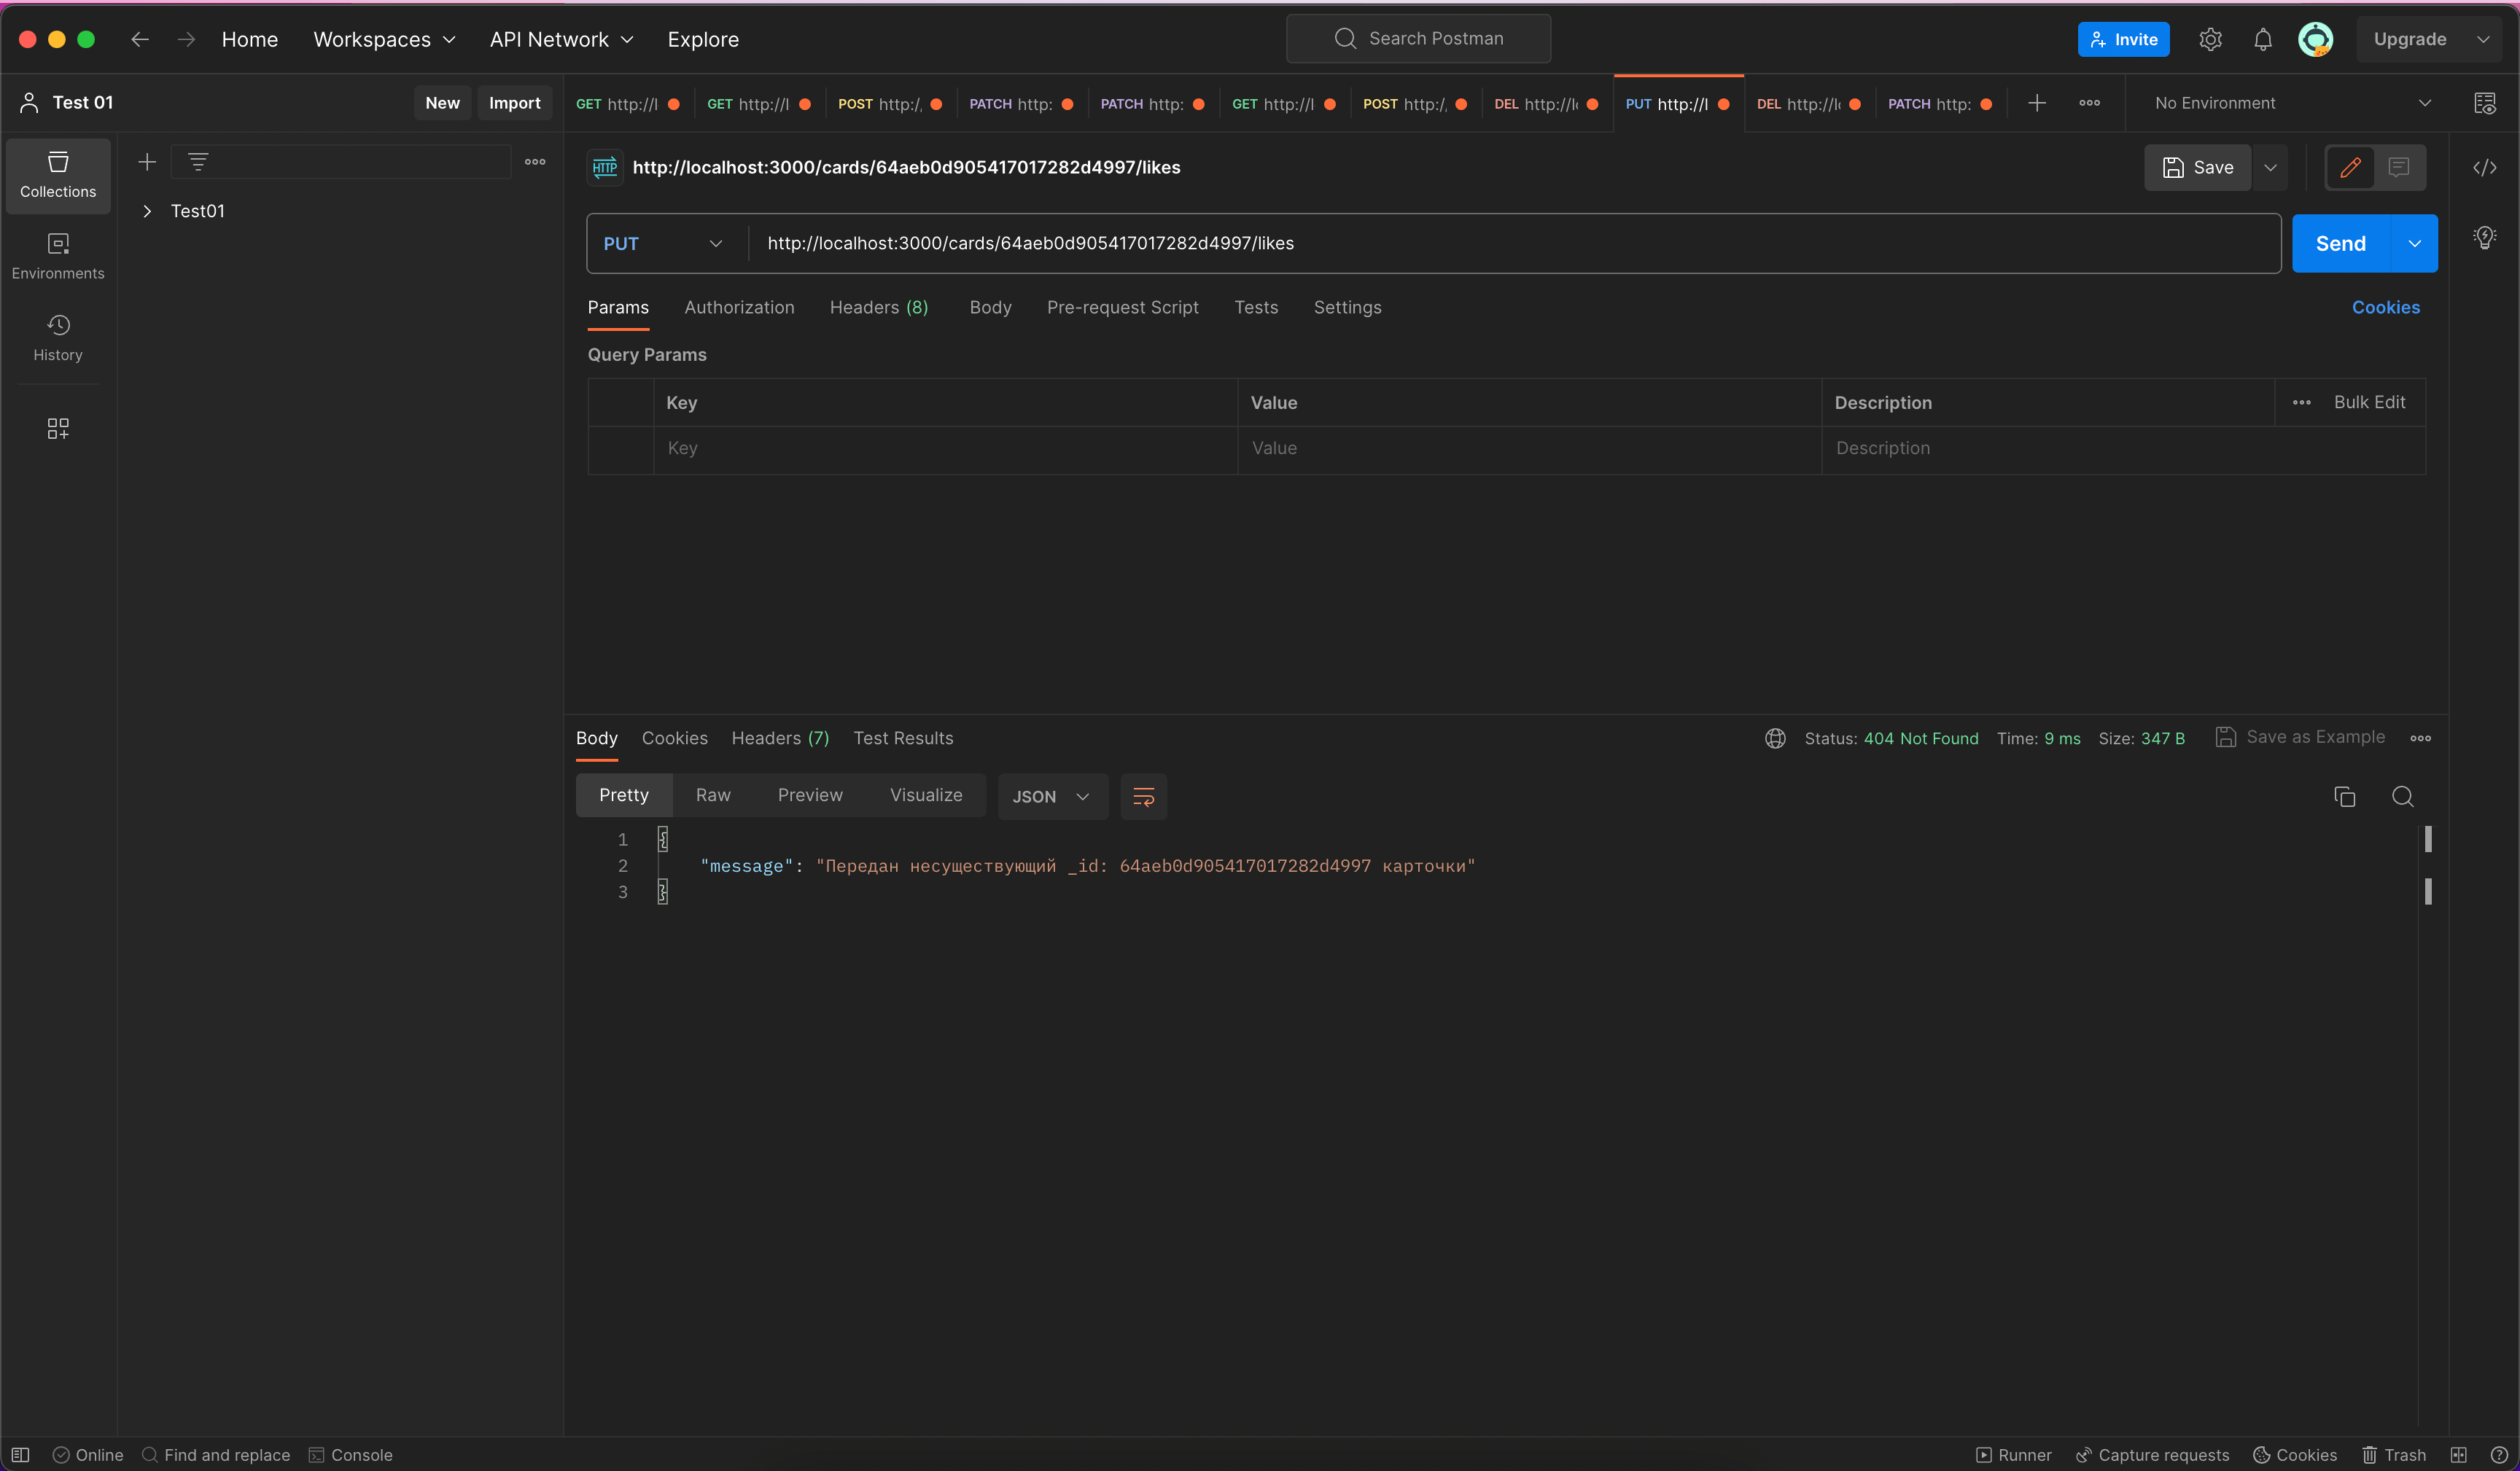 Home Workspaces API Network Explore Search Postman Invite Upgrade
Test 01 New Import GET http://l GET http://l POST http:/, PATCH http: PATCH http: GET http://l POST http:/, DEL http://lc PUT http://l DEL http://lc PATCH http: No Environment
HTTP http://localhost:3000/cards/64aeb0d905417017282d4997/likes Save
Collections
Test01
Environments
History
PUT http://localhost:3000/cards/64aeb0d905417017282d4997/likes Send
Params Authorization Headers (8) Body Pre-request Script Tests Settings Cookies
Query Params
Key Value Description Bulk Edit
Key Value Description
Body Cookies Headers (7) Test Results Status: 404 Not Found Time: 9 ms Size: 347 B Save as Example
Pretty Raw Preview Visualize JSON
1 {
2 "message": "Передан несуществующий _id: 64aeb0d905417017282d4997 карточки"
3 }
Online Find and replace Console Runner Capture requests Cookies Trash